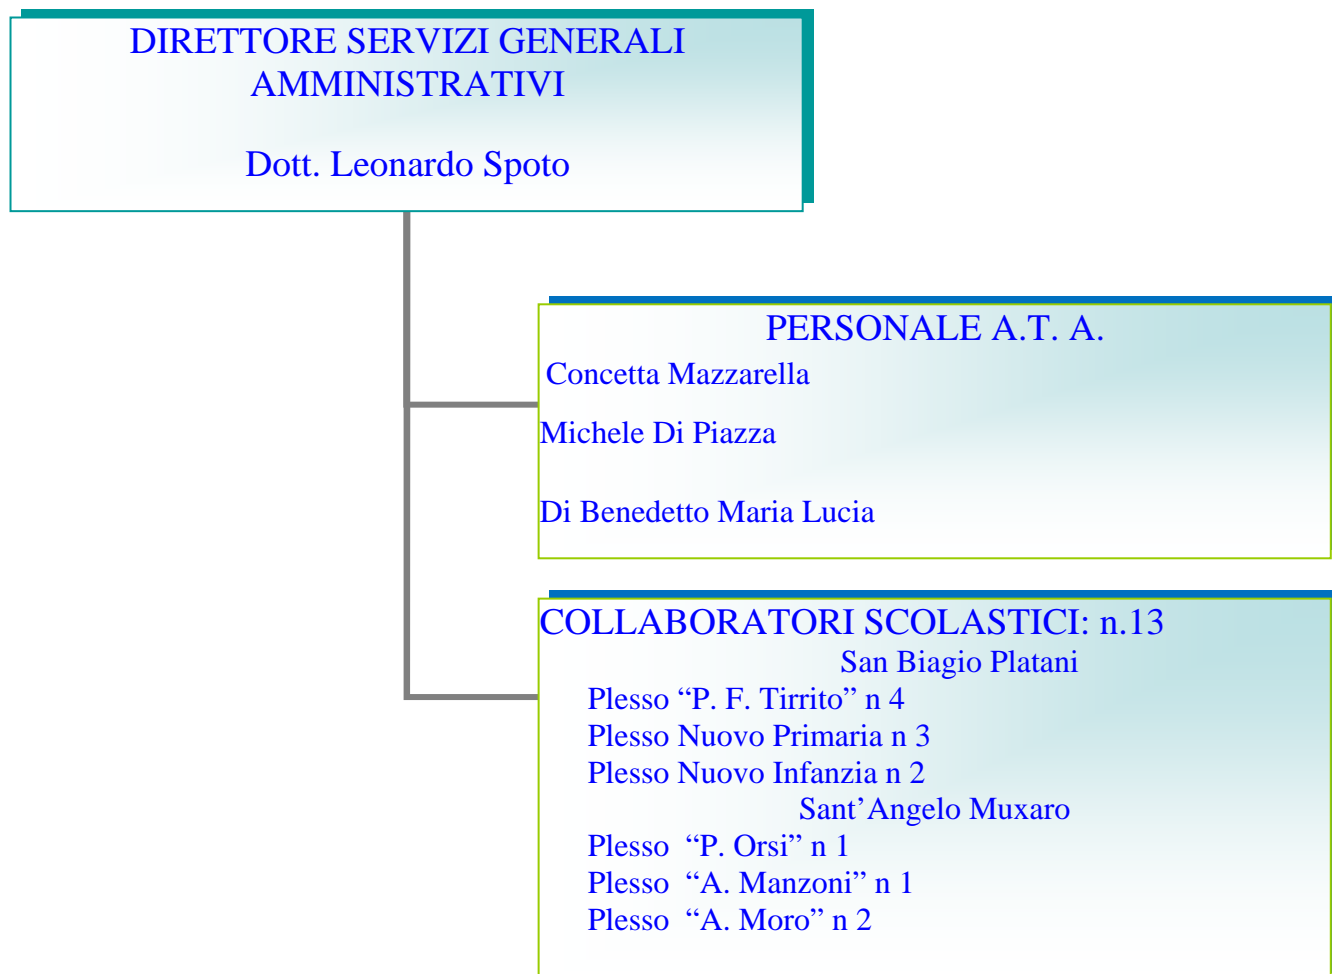 DIRETTORE SERVIZI GENERALI
AMMINISTRATIVI
Dott. Leonardo Spoto
PERSONALE A.T. A.
Concetta Mazzarella
Michele Di Piazza
Di Benedetto Maria Lucia
COLLABORATORI SCOLASTICI: n.13
San Biagio Platani
Plesso “P. F. Tirrito” n 4
Plesso Nuovo Primaria n 3
Plesso Nuovo Infanzia n 2
Sant’Angelo Muxaro
Plesso “P. Orsi” n 1
Plesso “A. Manzoni” n 1
Plesso “A. Moro” n 2